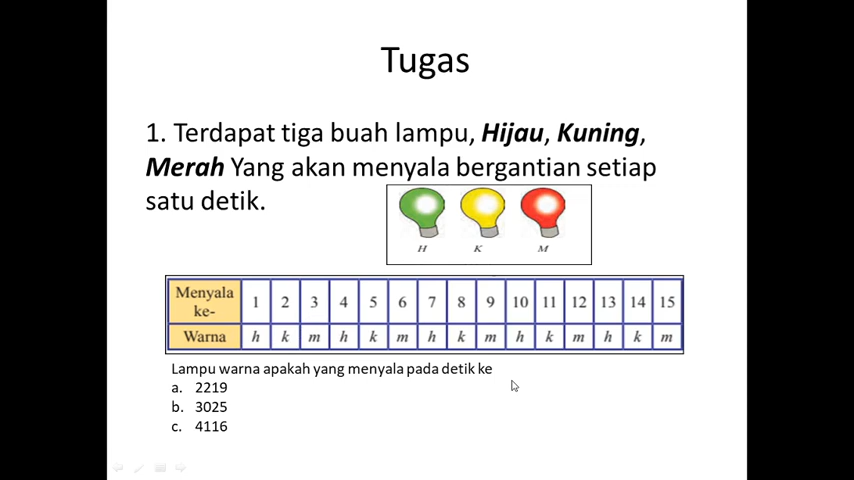 Tugas
1. Terdapat tiga buah lampu, Hijau, Kuning,
Merah Yang akan menyala bergantian setiap
satu detik.
H K M
Menyala ke- 1 2 3 4 5 6 7 8 9 10 11 12 13 14 15
Warna h k m h k m h k m h k m h k m
Lampu warna apakah yang menyala pada detik ke
a. 2219
b. 3025
c. 4116